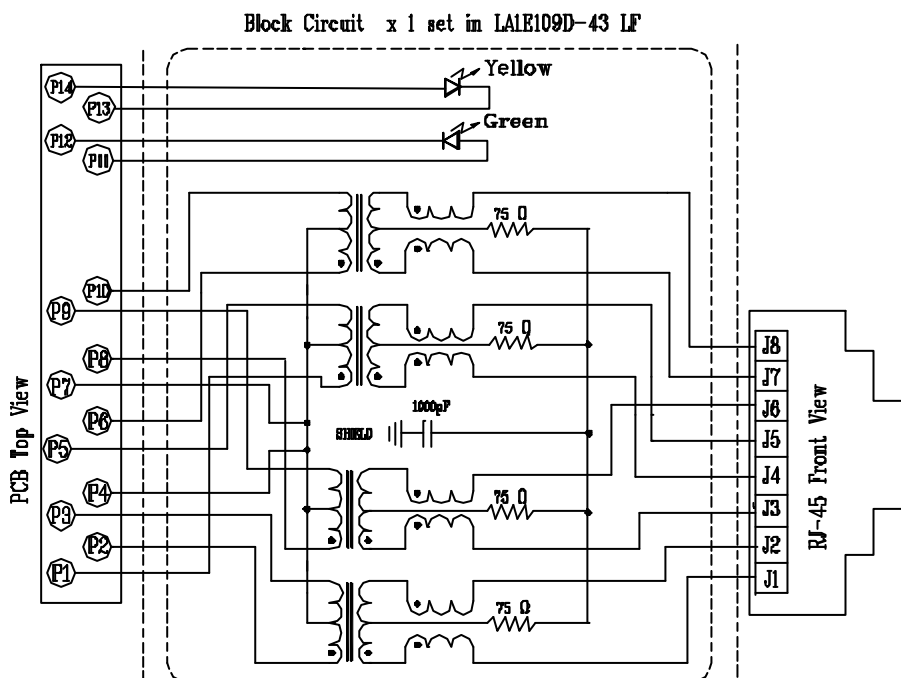 Block Circuit x 1 set in LA1E109D-43 LF
Yellow
Green
P14
P13
P12
P11
P10
P9
P8
P7
P6
P5
P4
P3
P2
P1
PCB Top View
75 Ω
75 Ω
1000pF
SHIELD
75 Ω
75 Ω
J8
J7
J6
J5
J4
J3
J2
J1
RJ-45 Front View